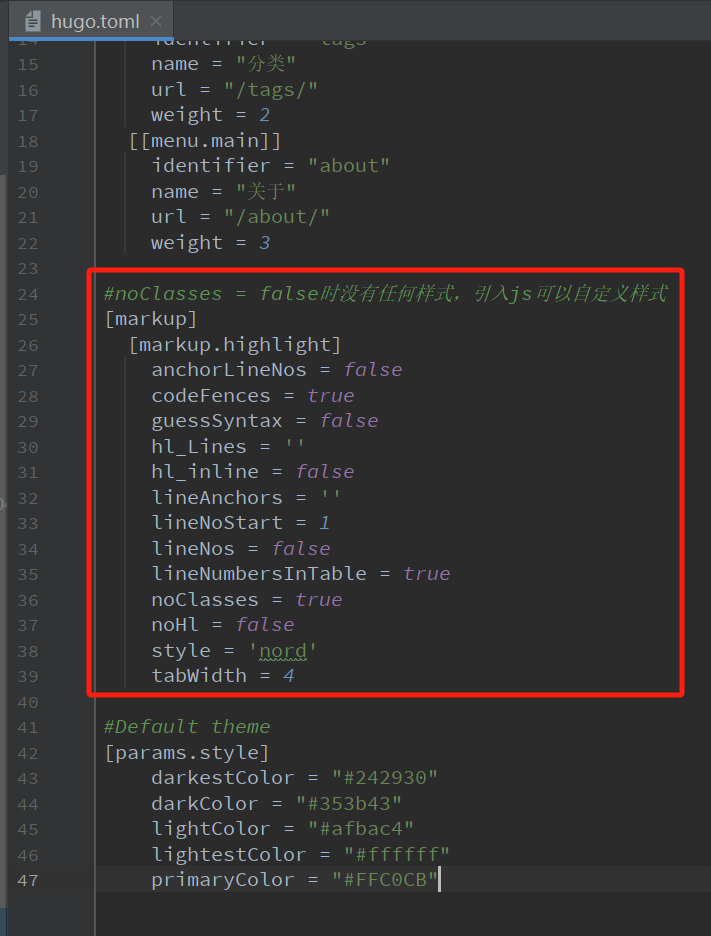 hugo.toml
14 identifier = "tags"
15 name = "分类"
16 url = "/tags/"
17 weight = 2
18 [[menu.main]]
19 identifier = "about"
20 name = "关于"
21 url = "/about/"
22 weight = 3
23
24 #noClasses = false时没有任何样式，引入js可以自定义样式
25 [markup]
26 [markup.highlight]
27 anchorLineNos = false
28 codeFences = true
29 guessSyntax = false
30 hl_Lines = ''
31 hl_inline = false
32 lineAnchors = ''
33 lineNoStart = 1
34 lineNos = false
35 lineNumbersInTable = true
36 noClasses = true
37 noHl = false
38 style = 'nord'
39 tabWidth = 4
40
41 #Default theme
42 [params.style]
43 darkestColor = "#242930"
44 darkColor = "#353b43"
45 lightColor = "#afbac4"
46 lightestColor = "#ffffff"
47 primaryColor = "#FFC0CB"